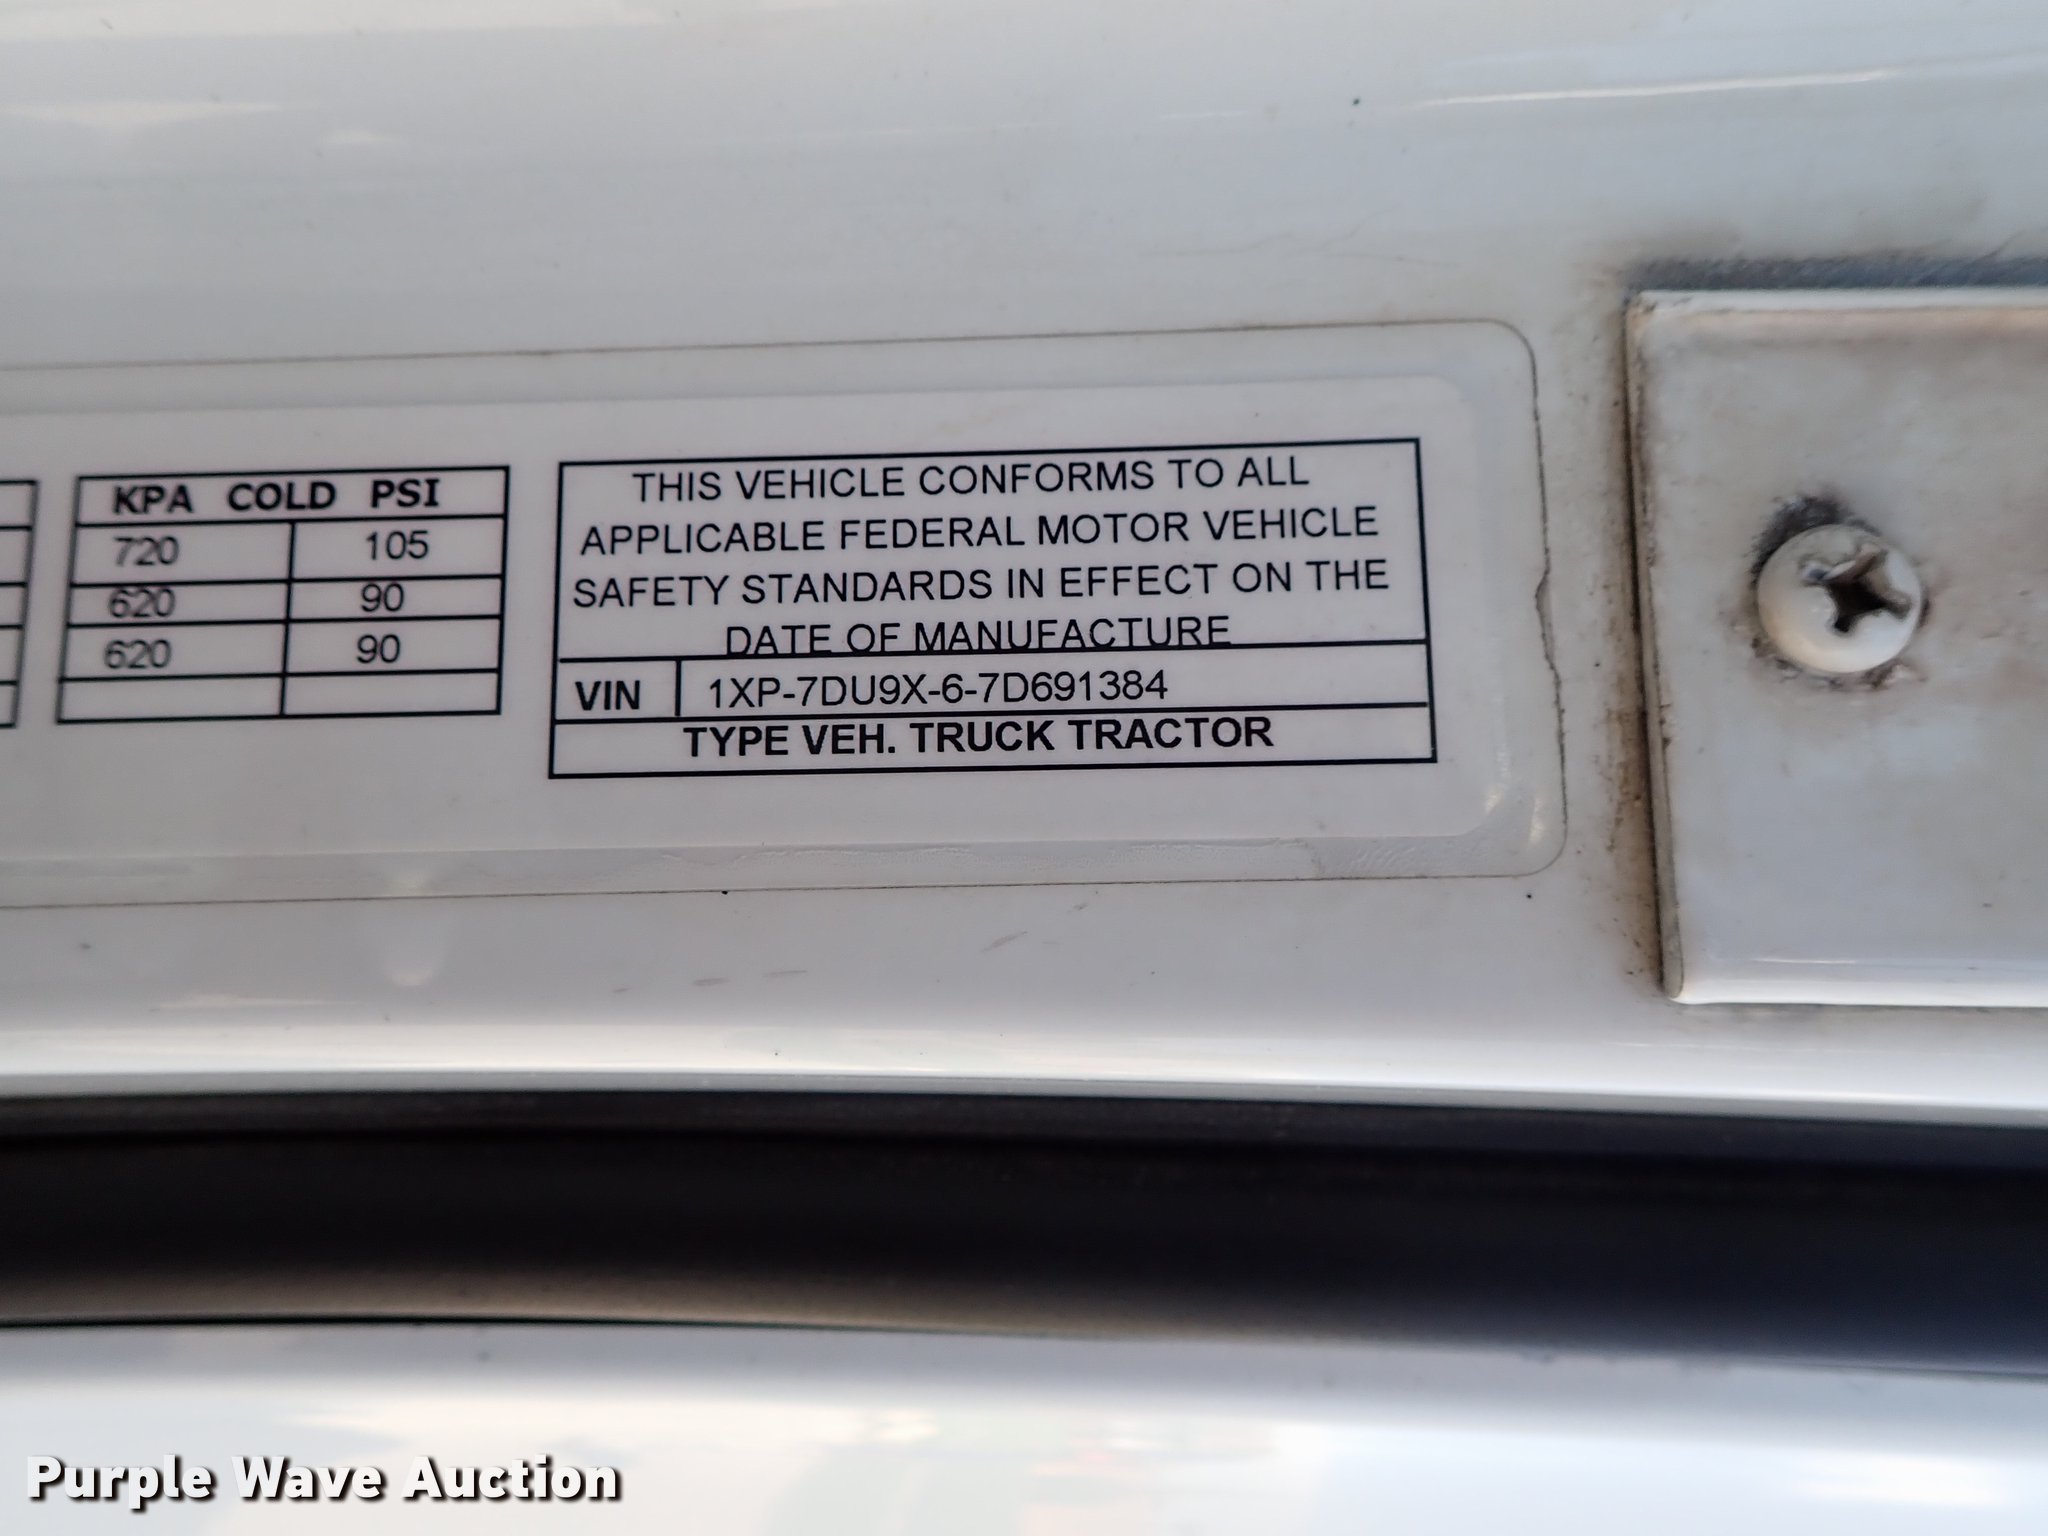 KPA COLD PSI
720 105
620 90
620 90
THIS VEHICLE CONFORMS TO ALL
APPLICABLE FEDERAL MOTOR VEHICLE
SAFETY STANDARDS IN EFFECT ON THE
DATE OF MANUFACTURE
VIN 1XP-7DU9X-6-7D691384
TYPE VEH. TRUCK TRACTOR
Purple Wave Auction